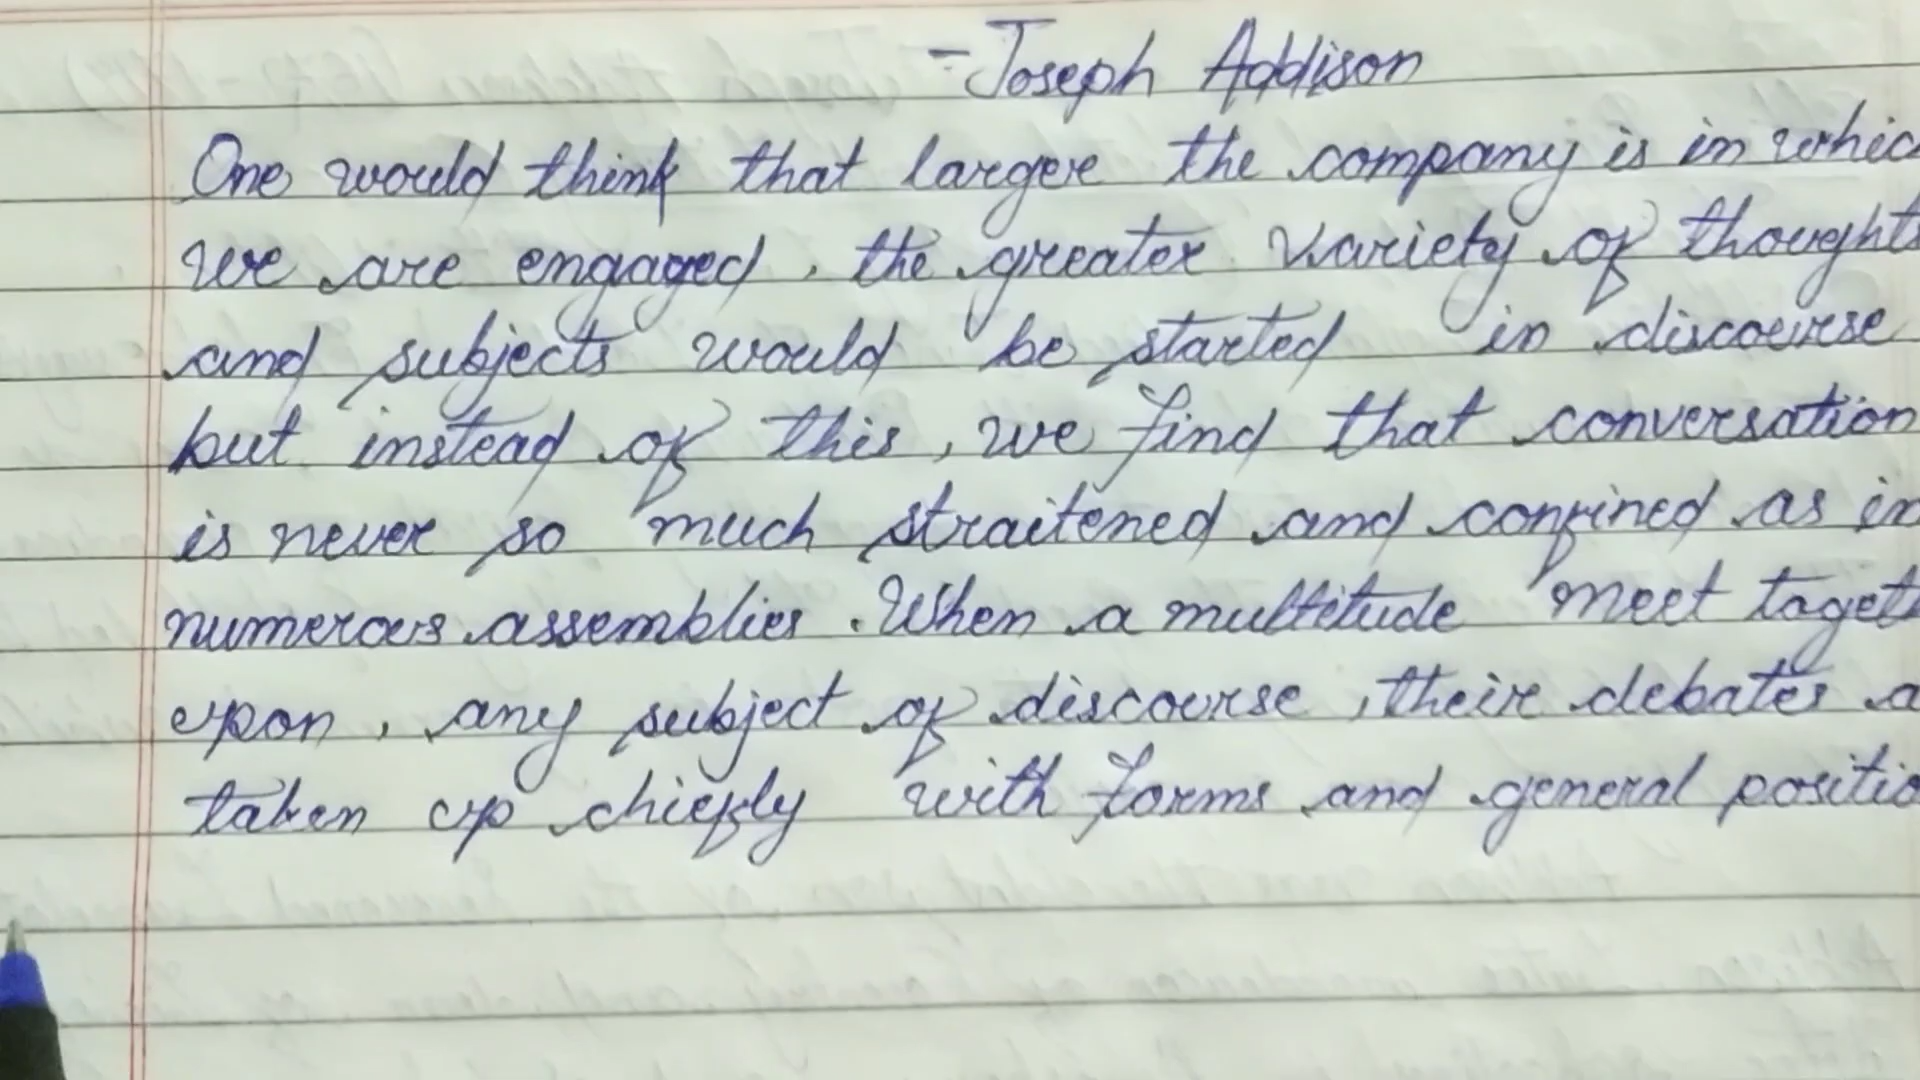 -Joseph Addison
One would think that larger the company is in whic
we are engaged, the greater variety of thoughts
and subjects would be started in discourse
but instead of this, we find that conversation
is never so much straitened and confined as in
numerous assemblies. When a multitude meet taget
upon, any subject of discourse, their debates a
taken up chiefly with forms and general positio